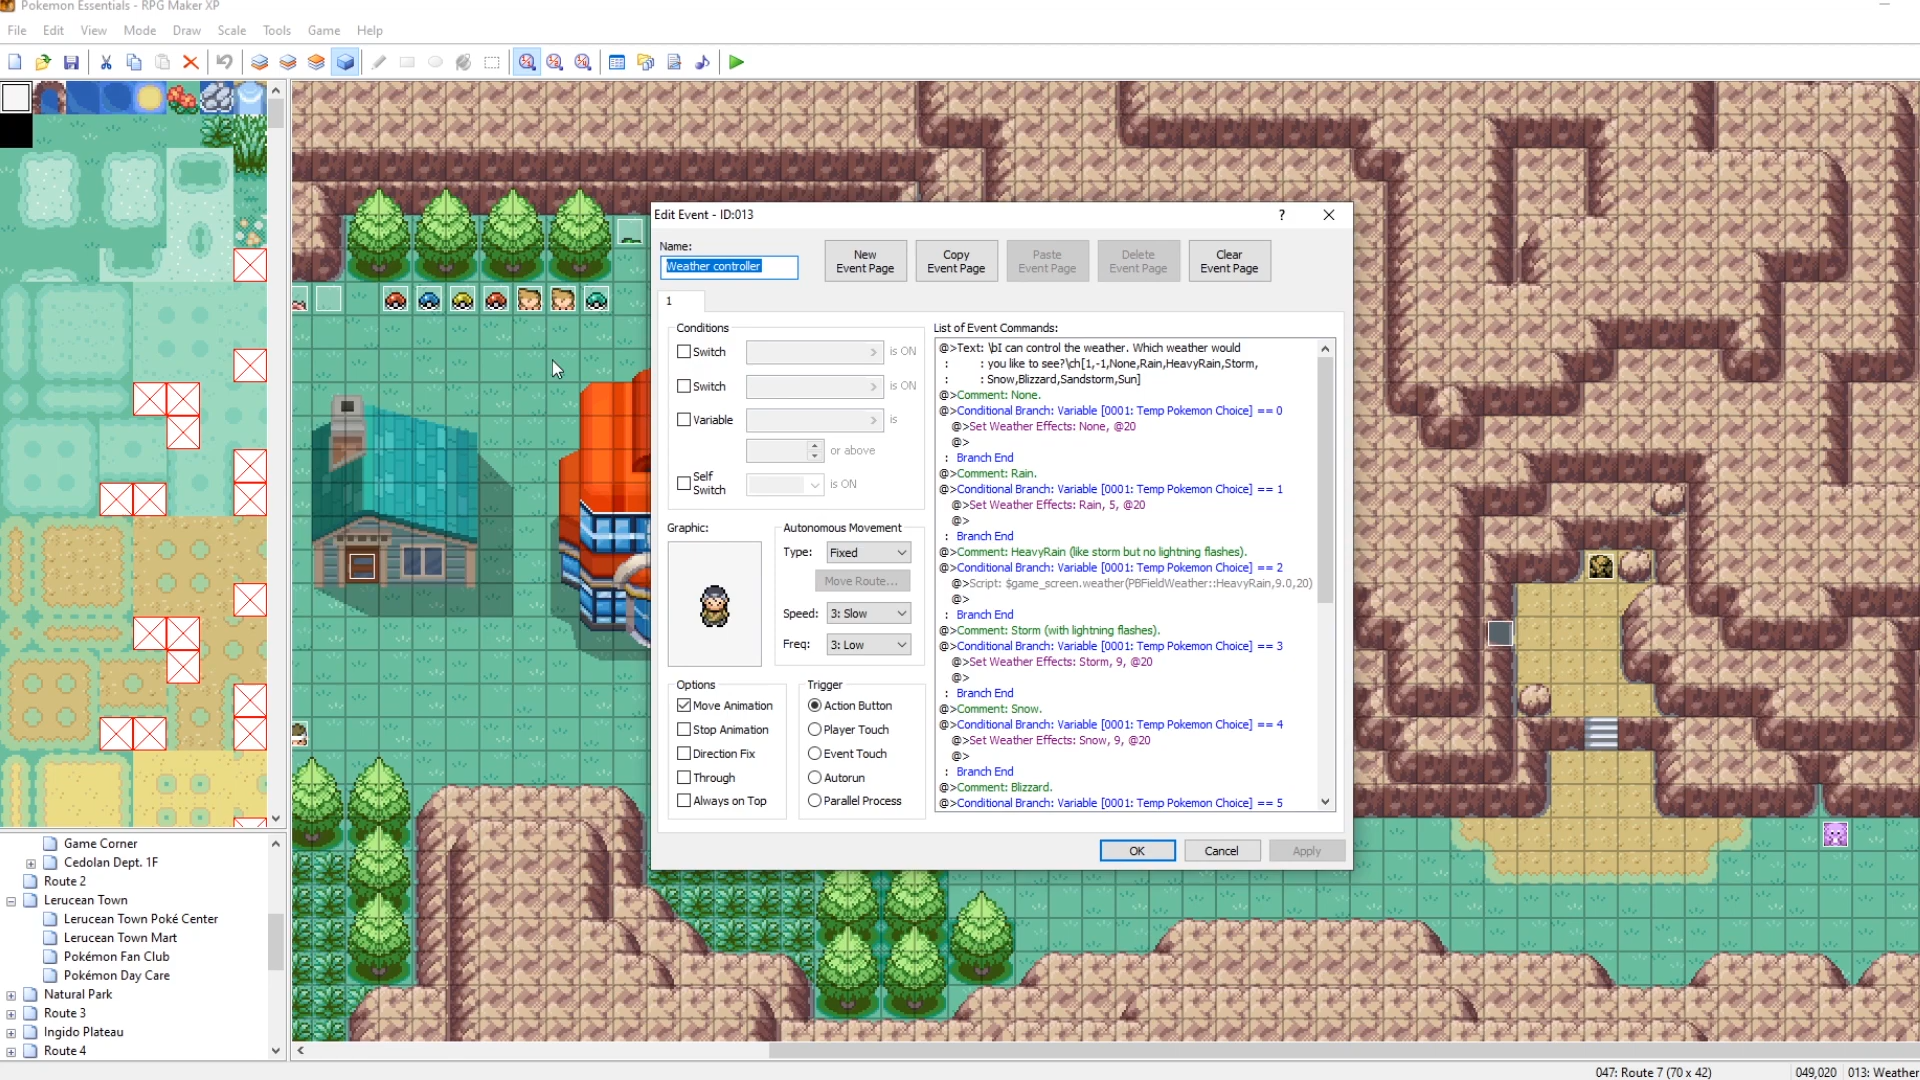 Pokemon Essentials - RPG Maker XP
File Edit View Mode Draw Scale Tools Game Help
Edit Event - ID:013
?
Name:
Weather controller
New
Event Page
Copy
Event Page
Paste
Event Page
Delete
Event Page
Clear
Event Page
1
Conditions
Switch is ON
Switch is ON
Variable is
or above
Self
Switch is ON
Graphic:
Autonomous Movement
Type: Fixed
Move Route...
Speed: 3: Slow
Freq: 3: Low
Options
Move Animation
Stop Animation
Direction Fix
Through
Always on Top
Trigger
Action Button
Player Touch
Event Touch
Autorun
Parallel Process
List of Event Commands:
@>Text: \bI can control the weather. Which weather would
: : you like to see?\ch[1,-1,None,Rain,HeavyRain,Storm,
: : Snow,Blizzard,Sandstorm,Sun]
@>Comment: None.
@>Conditional Branch: Variable [0001: Temp Pokemon Choice] == 0
@>Set Weather Effects: None, @20
@>
: Branch End
@>Comment: Rain.
@>Conditional Branch: Variable [0001: Temp Pokemon Choice] == 1
@>Set Weather Effects: Rain, 5, @20
@>
: Branch End
@>Comment: HeavyRain (like storm but no lightning flashes).
@>Conditional Branch: Variable [0001: Temp Pokemon Choice] == 2
@>Script: $game_screen.weather(PBFieldWeather::HeavyRain,9.0,20)
@>
: Branch End
@>Comment: Storm (with lightning flashes).
@>Conditional Branch: Variable [0001: Temp Pokemon Choice] == 3
@>Set Weather Effects: Storm, 9, @20
@>
: Branch End
@>Comment: Snow.
@>Conditional Branch: Variable [0001: Temp Pokemon Choice] == 4
@>Set Weather Effects: Snow, 9, @20
@>
: Branch End
@>Comment: Blizzard.
@>Conditional Branch: Variable [0001: Temp Pokemon Choice] == 5
OK Cancel Apply
Game Corner
Cedolan Dept. 1F
Route 2
Lerucean Town
Lerucean Town Poké Center
Lerucean Town Mart
Pokémon Fan Club
Pokémon Day Care
Natural Park
Route 3
Ingido Plateau
Route 4
047: Route 7 (70 x 42) 049,020 013: Weather